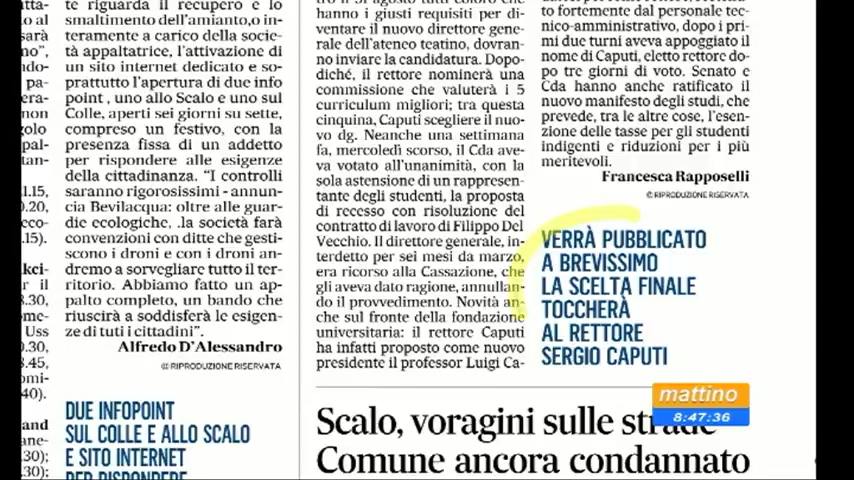 te riguarda il recupero e lo
smaltimento dell'amianto,o in-
teramente a carico della socie-
tà appaltatrice, l'attivazione di
un sito internet dedicato e so-
prattutto l'apertura di due info
point , uno allo Scalo e uno sul
Colle, aperti sei giorni su sette,
compreso un festivo, con la
presenza fissa di un addetto
per rispondere alle esigenze
della cittadinanza. "I controlli
saranno rigorosissimi - annun-
cia Bevilacqua: oltre alle guar-
die ecologiche, .la società farà
convenzioni con ditte che gesti-
scono i droni e con i droni an-
dremo a sorvegliare tutto il ter-
ritorio. Abbiamo fatto un ap-
palto completo, un bando che
riuscirà a soddisferà le esigen-
ze di tuti i cittadini".
Alfredo D'Alessandro
© RIPRODUZIONE RISERVATA
DUE INFOPOINT
SUL COLLE E ALLO SCALO
E SITO INTERNET
PER RISPONDERE
hanno i giusti requisiti per di-
ventare il nuovo direttore gene-
rale dell'ateneo teatino, dovran-
no inviare la candidatura. Dopo-
diché, il rettore nominerà una
commissione che valuterà i 5
curriculum migliori; tra questa
cinquina, Caputi scegliere il nuo-
vo dg. Neanche una settimana
fa, mercoledì scorso, il Cda ave-
va votato all'unanimità, con la
sola astensione di un rappresen-
tante degli studenti, la proposta
di recesso con risoluzione del
contratto di lavoro di Filippo Del
Vecchio. Il direttore generale, in-
terdetto per sei mesi da marzo,
era ricorso alla Cassazione, che
gli aveva dato ragione, annullan-
do il provvedimento. Novità an-
che sul fronte della fondazione
universitaria: il rettore Caputi
ha infatti proposto come nuovo
presidente il professor Luigi Ca-
to fortemente dal personale tec-
nico-amministrativo, dopo i pri-
mi due turni aveva appoggiato il
nome di Caputi, eletto rettore do-
po tre giorni di voto. Senato e
Cda hanno anche ratificato il
nuovo manifesto degli studi, che
prevede, tra le altre cose, l'esen-
zione delle tasse per gli studenti
indigenti e riduzioni per i più
meritevoli.
Francesca Rapposelli
© RIPRODUZIONE RISERVATA
VERRÀ PUBBLICATO
A BREVISSIMO
LA SCELTA FINALE
TOCCHERÀ
AL RETTORE
SERGIO CAPUTI
mattino
8:47:36
Scalo, voragini sulle strade
Comune ancora condannato